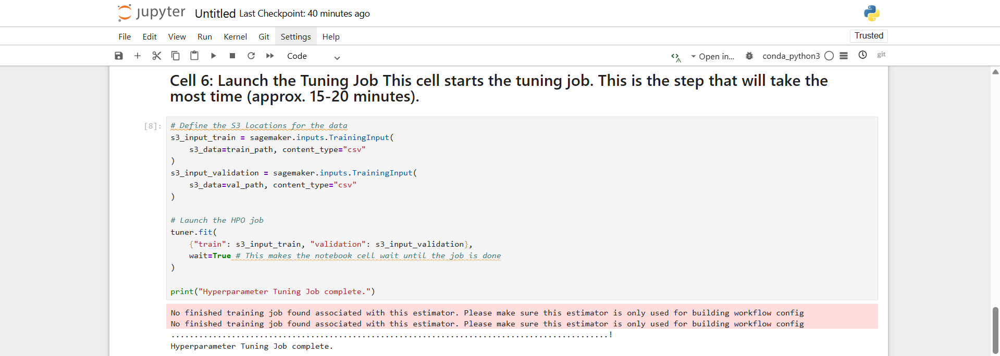 jupyter Untitled Last Checkpoint: 40 minutes ago
File Edit View Run Kernel Git Settings Help Trusted
Code Open in... conda_python3 git
Cell 6: Launch the Tuning Job This cell starts the tuning job. This is the step that will take the
most time (approx. 15-20 minutes).
[8]:
# Define the S3 locations for the data
s3_input_train = sagemaker.inputs.TrainingInput(
    s3_data=train_path, content_type="csv"
)
s3_input_validation = sagemaker.inputs.TrainingInput(
    s3_data=val_path, content_type="csv"
)
# Launch the HPO job
tuner.fit(
    {"train": s3_input_train, "validation": s3_input_validation},
    wait=True # This makes the notebook cell wait until the job is done
)
print("Hyperparameter Tuning Job complete.")
No finished training job found associated with this estimator. Please make sure this estimator is only used for building workflow config
No finished training job found associated with this estimator. Please make sure this estimator is only used for building workflow config
..............................................................................................!
Hyperparameter Tuning Job complete.